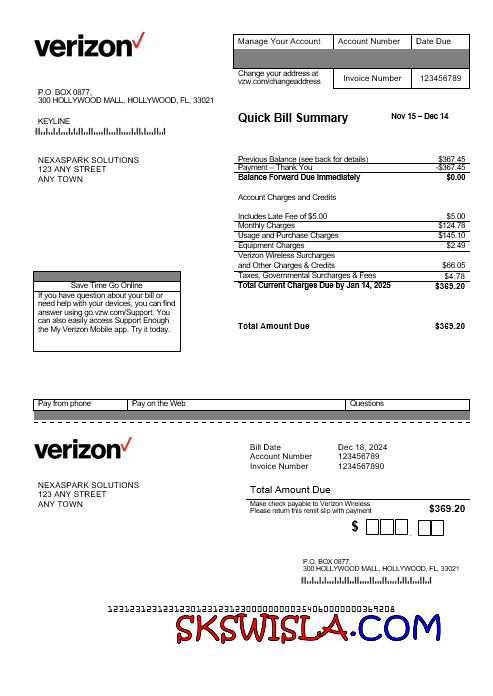 verizon
Manage Your Account Account Number Date Due
Change your address at
vzw.com/changeaddress
Invoice Number 123456789
P.O. BOX 0877,
300 HOLLYWOOD MALL, HOLLYWOOD, FL, 33021
KEYLINE
Quick Bill Summary Nov 15 – Dec 14
NEXASPARK SOLUTIONS
123 ANY STREET
ANY TOWN
Previous Balance (see back for details) $367.45
Payment – Thank You -$367.45
Balance Forward Due Immediately $0.00
Account Charges and Credits
Includes Late Fee of $5.00 $5.00
Monthly Charges $124.78
Usage and Purchase Charges $145.10
Equipment Charges $2.49
Verizon Wireless Surcharges
and Other Charges & Credits $66.05
Taxes, Governmental Surcharges & Fees $4.78
Total Current Charges Due by Jan 14, 2025 $369.20
Save Time Go Online
If you have question about your bill or
need help with your devices, you can find
answer using go.vzw.com/Support. You
can also easily access Support Enough
the My Verizon Mobile app. Try it today.
Total Amount Due $369.20
Pay from phone Pay on the Web Questions
verizon
Bill Date Dec 18, 2024
Account Number 123456789
Invoice Number 1234567890
NEXASPARK SOLUTIONS
123 ANY STREET
ANY TOWN
Total Amount Due
Make check payable to Verizon Wireless
Please return this remit slip with payment
$369.20
$
P.O. BOX 0877,
300 HOLLYWOOD MALL, HOLLYWOOD, FL, 33021
SKSWISLA.COM